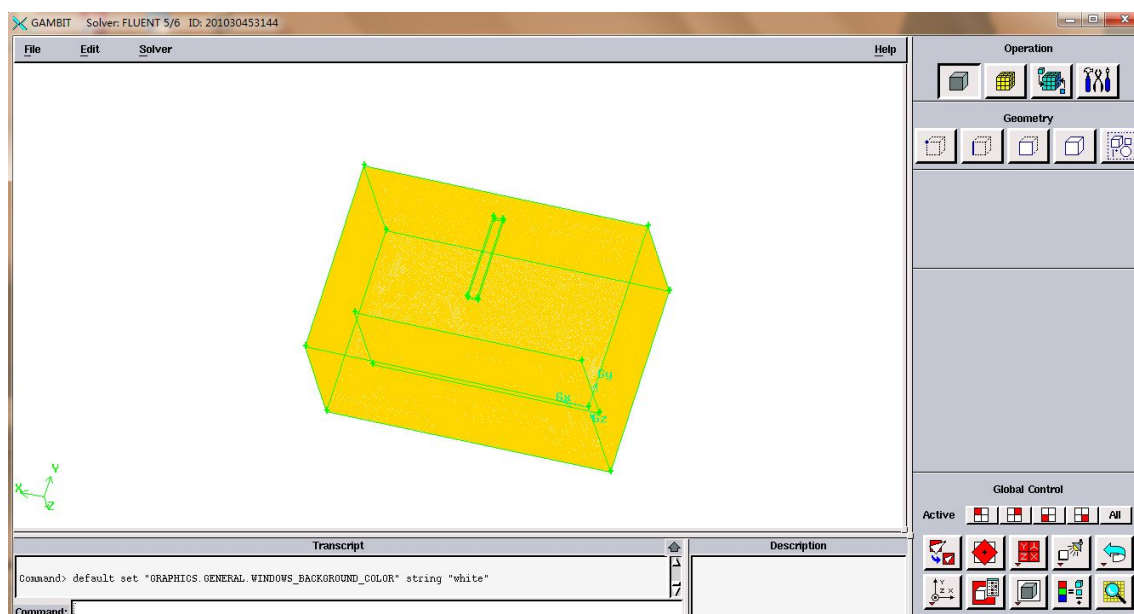 GAMBIT Solver: FLUENT 5/6 ID: 201030453144
File Edit Solver Help
Operation
Geometry
Gy
Gx
Gz
Y
X
Z
Global Control
Active All
Transcript
Description
Command> default set "GRAPHICS.GENERAL.WINDOWS_BACKGROUND_COLOR" string "white"
Command: